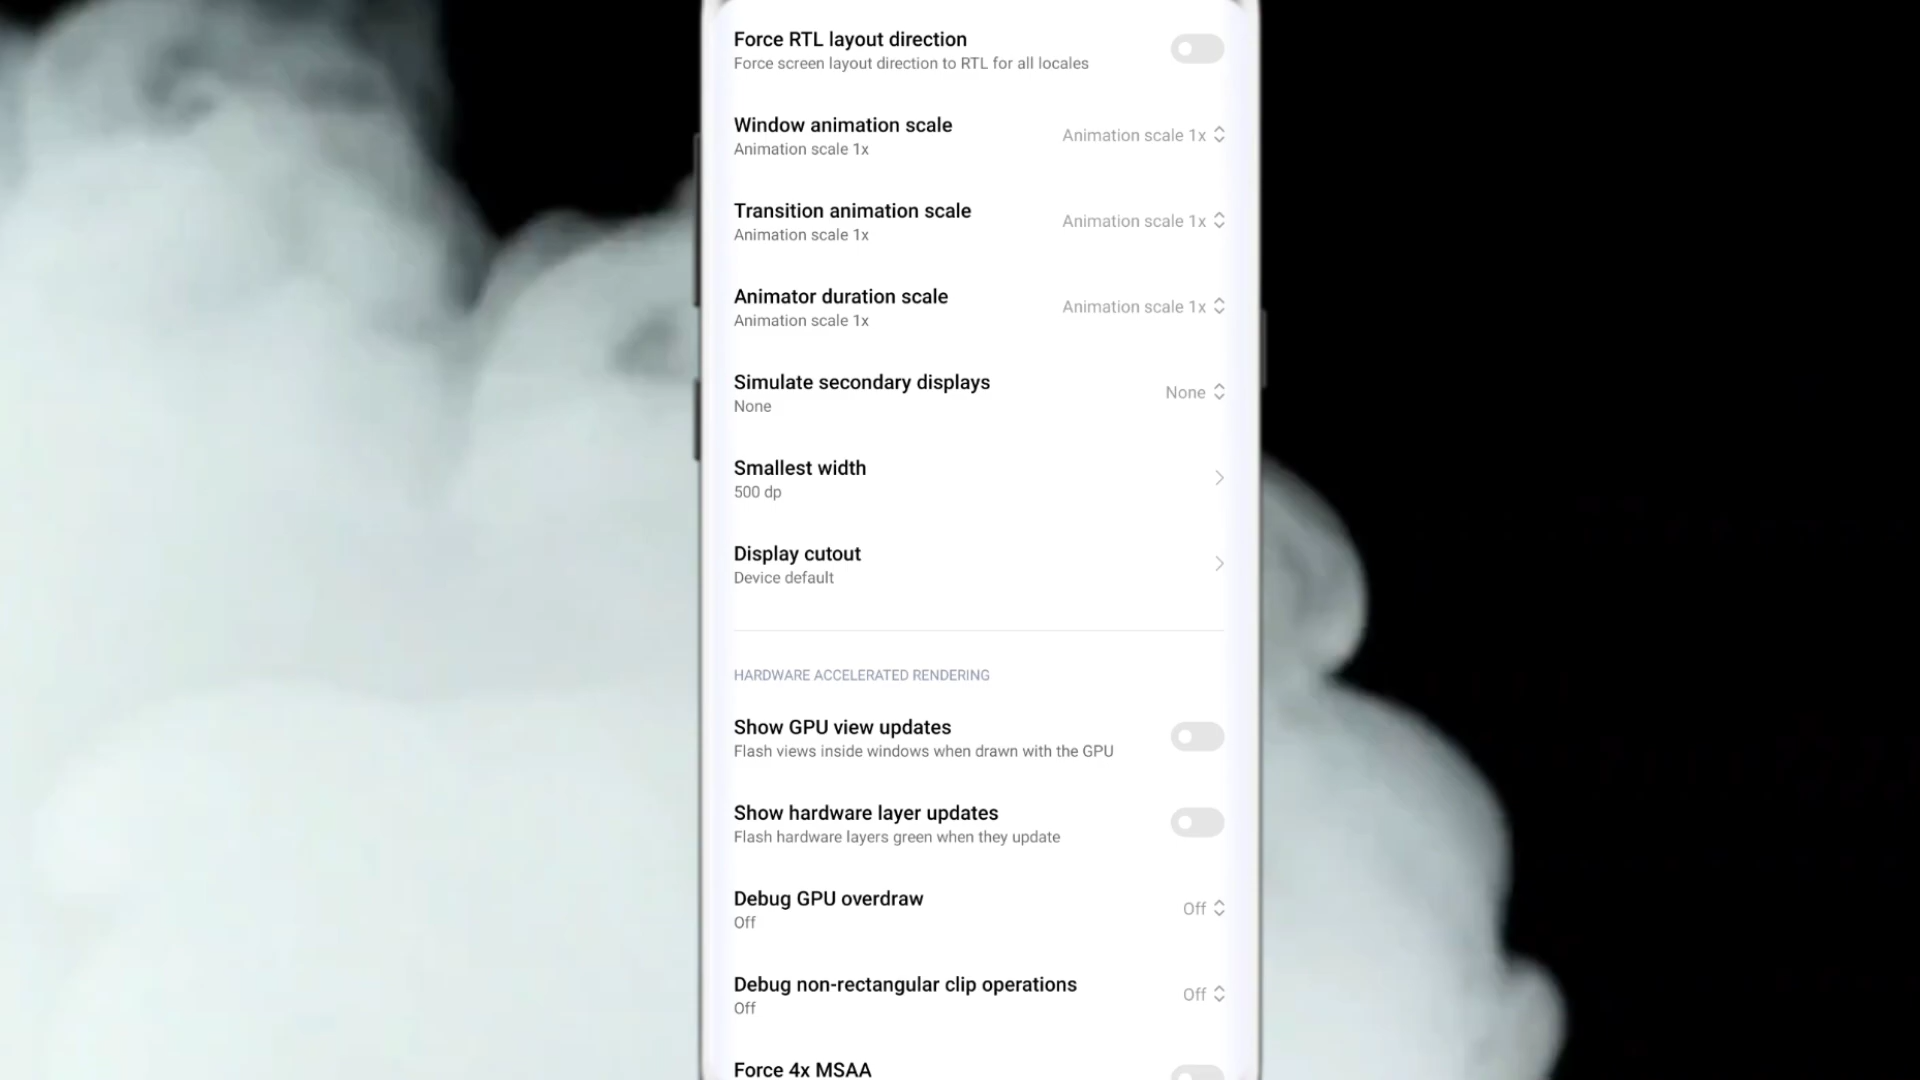 Force RTL layout direction
Force screen layout direction to RTL for all locales
Window animation scale
Animation scale 1x
Animation scale 1x
Transition animation scale
Animation scale 1x
Animation scale 1x
Animator duration scale
Animation scale 1x
Animation scale 1x
Simulate secondary displays
None
None
Smallest width
500 dp
Display cutout
Device default
HARDWARE ACCELERATED RENDERING
Show GPU view updates
Flash views inside windows when drawn with the GPU
Show hardware layer updates
Flash hardware layers green when they update
Debug GPU overdraw
Off
Off
Debug non-rectangular clip operations
Off
Off
Force 4x MSAA